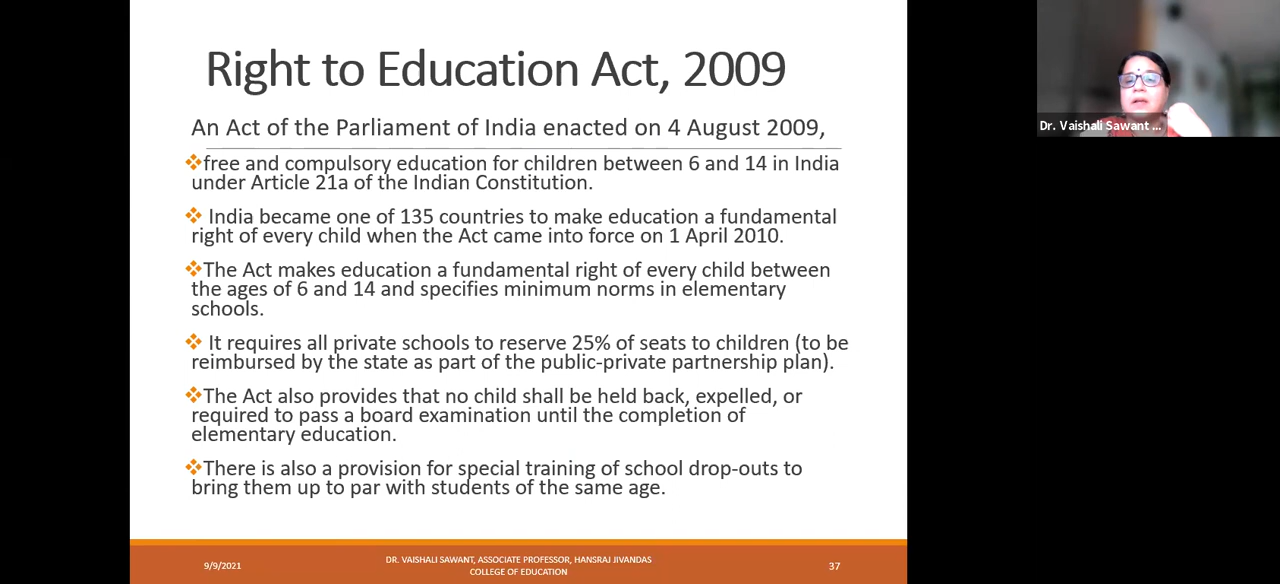 Right to Education Act, 2009
An Act of the Parliament of India enacted on 4 August 2009,
free and compulsory education for children between 6 and 14 in India
under Article 21a of the Indian Constitution.
India became one of 135 countries to make education a fundamental
right of every child when the Act came into force on 1 April 2010.
The Act makes education a fundamental right of every child between
the ages of 6 and 14 and specifies minimum norms in elementary
schools.
It requires all private schools to reserve 25% of seats to children (to be
reimbursed by the state as part of the public-private partnership plan).
The Act also provides that no child shall be held back, expelled, or
required to pass a board examination until the completion of
elementary education.
There is also a provision for special training of school drop-outs to
bring them up to par with students of the same age.
9/9/2021
DR. VAISHALI SAWANT, ASSOCIATE PROFESSOR, HANSRAJ JIVANDAS
COLLEGE OF EDUCATION
37
Dr. Vaishali Sawant ...